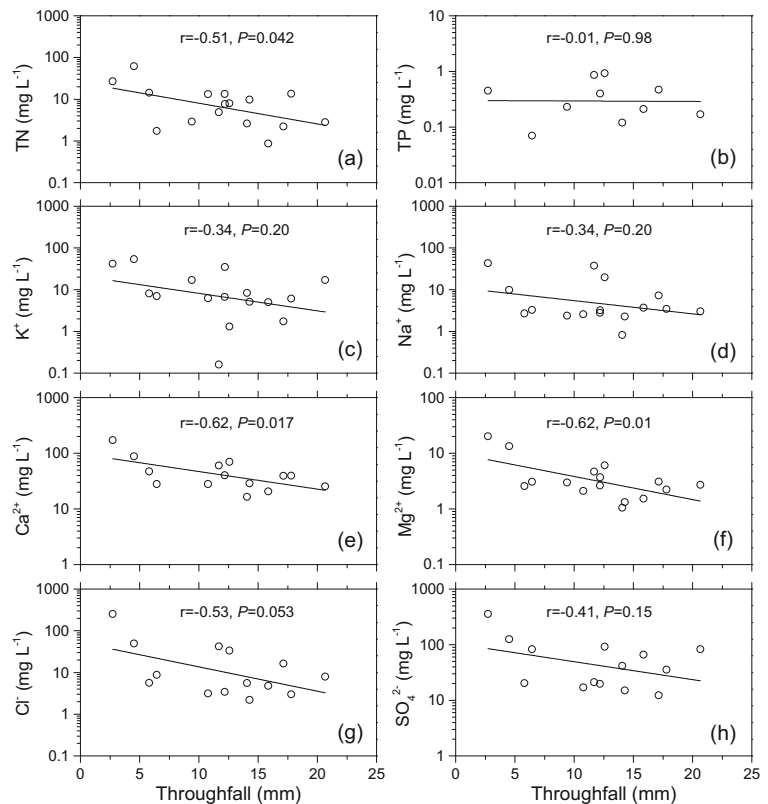 1000
100
10
1
0.1
TN (mg L⁻¹)
r=-0.51, P=0.042
(a)
10
1
0.1
0.01
TP (mg L⁻¹)
r=-0.01, P=0.98
(b)
1000
100
10
1
0.1
K⁺ (mg L⁻¹)
r=-0.34, P=0.20
(c)
1000
100
10
1
0.1
Na⁺ (mg L⁻¹)
r=-0.34, P=0.20
(d)
1000
100
10
1
Ca²⁺ (mg L⁻¹)
r=-0.62, P=0.017
(e)
100
10
1
0.1
Mg²⁺ (mg L⁻¹)
r=-0.62, P=0.01
(f)
1000
100
10
1
0.1
Cl⁻ (mg L⁻¹)
r=-0.53, P=0.053
(g)
0 5 10 15 20 25
Throughfall (mm)
1000
100
10
1
SO₄²⁻ (mg L⁻¹)
r=-0.41, P=0.15
(h)
0 5 10 15 20 25
Throughfall (mm)